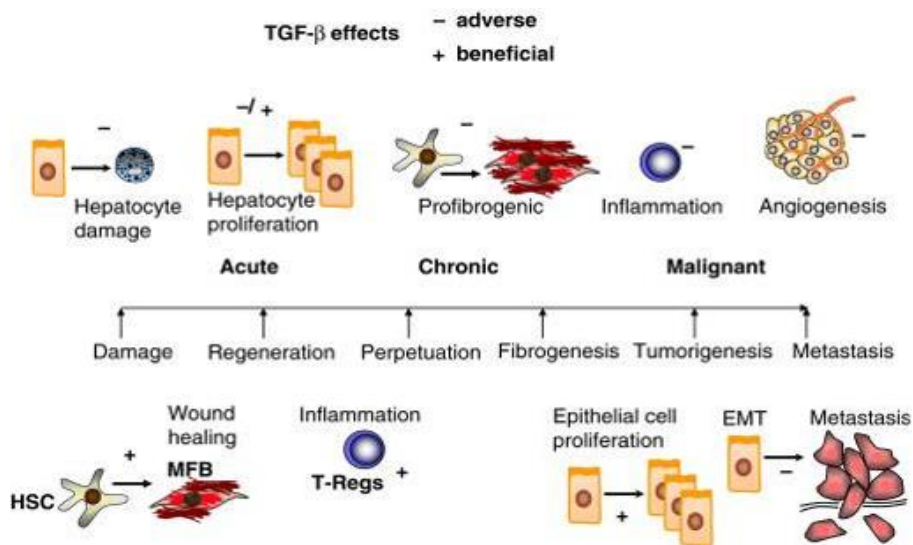 TGF-β effects
− adverse
+ beneficial
−
Hepatocyte
damage
−/ +
Hepatocyte
proliferation
−
Profibrogenic
−
Inflammation
−
Angiogenesis
Acute
Chronic
Malignant
Damage
Regeneration
Perpetuation
Fibrogenesis
Tumorigenesis
Metastasis
HSC
+
Wound
healing
MFB
Inflammation
T-Regs +
Epithelial cell
proliferation
+
EMT
−
Metastasis